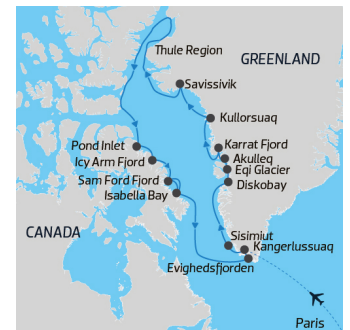 Thule Region
GREENLAND
Savissivik
Kullorsuaq
Karrat Fjord
Pond Inlet
Akulleq
Icy Arm Fjord
Eqi Glacier
Sam Ford Fjord
Diskobay
Isabella Bay
CANADA
Sisimiut
Kangerlussuaq
Evighedsfjorden
Paris